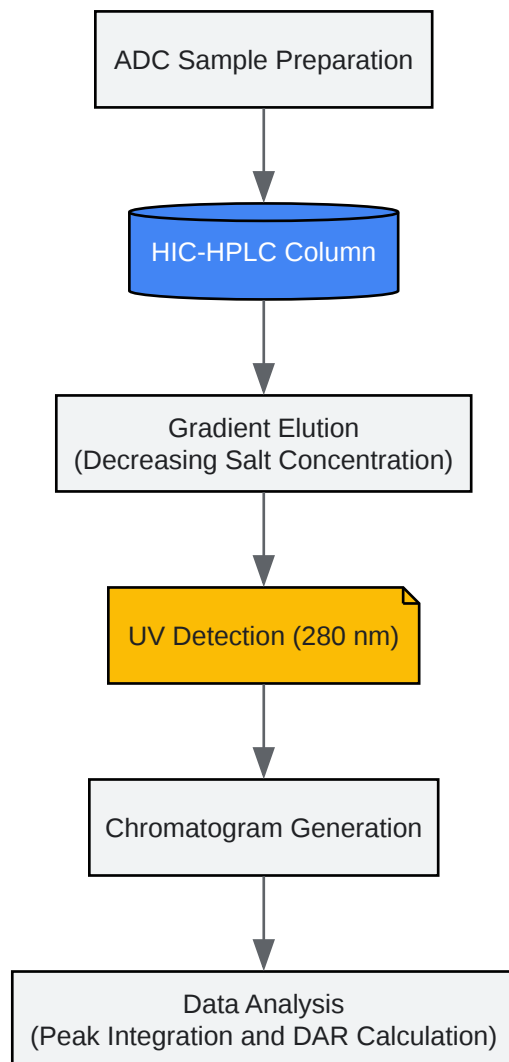 ADC Sample Preparation
HIC-HPLC Column
Gradient Elution
(Decreasing Salt Concentration)
UV Detection (280 nm)
Chromatogram Generation
Data Analysis
(Peak Integration and DAR Calculation)